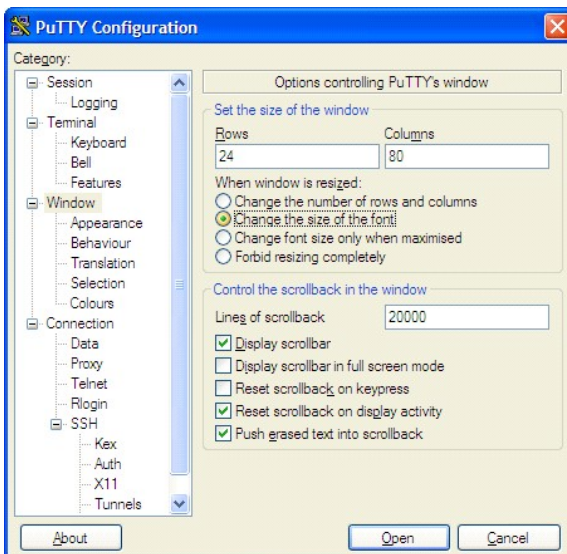 PuTTY Configuration
Category:
Session
Logging
Terminal
Keyboard
Bell
Features
Window
Appearance
Behaviour
Translation
Selection
Colours
Connection
Data
Proxy
Telnet
Rlogin
SSH
Kex
Auth
X11
Tunnels
Options controlling PuTTY's window
Set the size of the window
Rows Columns
24 80
When window is resized:
Change the number of rows and columns
Change the size of the font
Change font size only when maximised
Forbid resizing completely
Control the scrollback in the window
Lines of scrollback 20000
Display scrollbar
Display scrollbar in full screen mode
Reset scrollback on keypress
Reset scrollback on display activity
Push erased text into scrollback
About Open Cancel